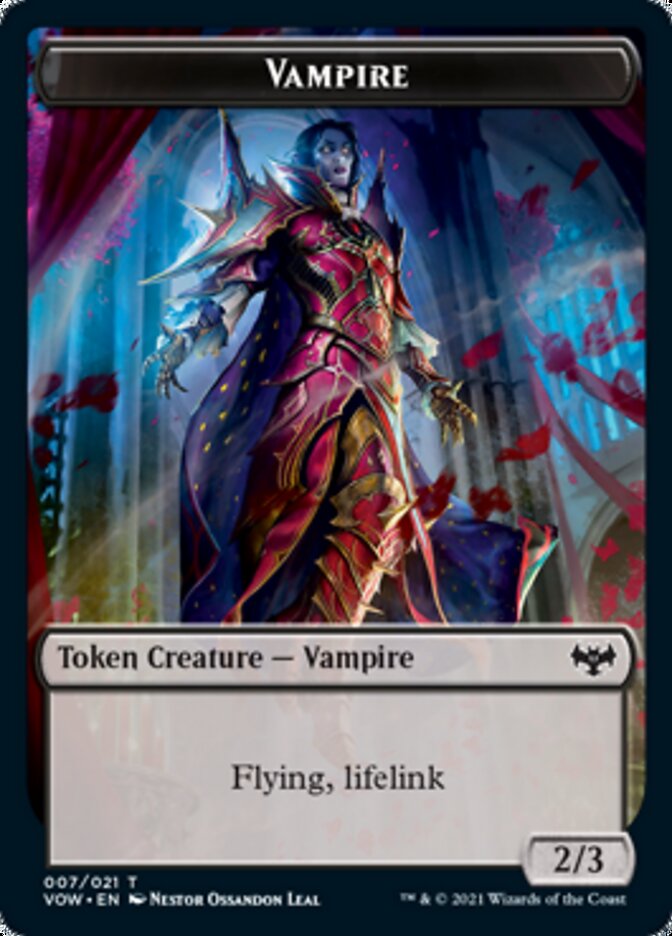 Vampire
Token Creature — Vampire
Flying, lifelink
2/3
007/021 T
VOW • EN Nestor Ossandon Leal
™ & © 2021 Wizards of the Coast